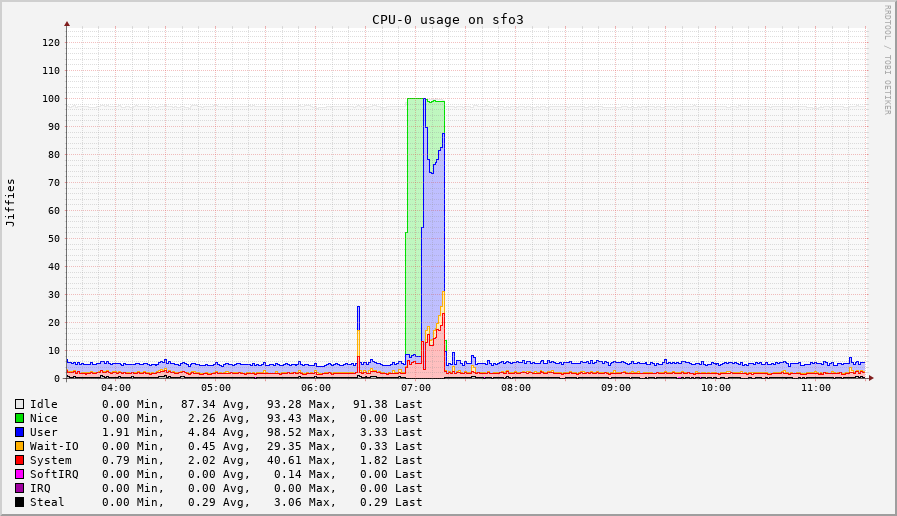 CPU-0 usage on sfo3
RRDTOOL / TOBI OETIKER
Jiffies
120
110
100
90
80
70
60
50
40
30
20
10
0
04:00 05:00 06:00 07:00 08:00 09:00 10:00 11:00
Idle 0.00 Min, 87.34 Avg, 93.28 Max, 91.38 Last
Nice 0.00 Min, 2.26 Avg, 93.43 Max, 0.00 Last
User 1.91 Min, 4.84 Avg, 98.52 Max, 3.33 Last
Wait-IO 0.00 Min, 0.45 Avg, 29.35 Max, 0.33 Last
System 0.79 Min, 2.02 Avg, 40.61 Max, 1.82 Last
SoftIRQ 0.00 Min, 0.00 Avg, 0.14 Max, 0.00 Last
IRQ 0.00 Min, 0.00 Avg, 0.00 Max, 0.00 Last
Steal 0.00 Min, 0.29 Avg, 3.06 Max, 0.29 Last